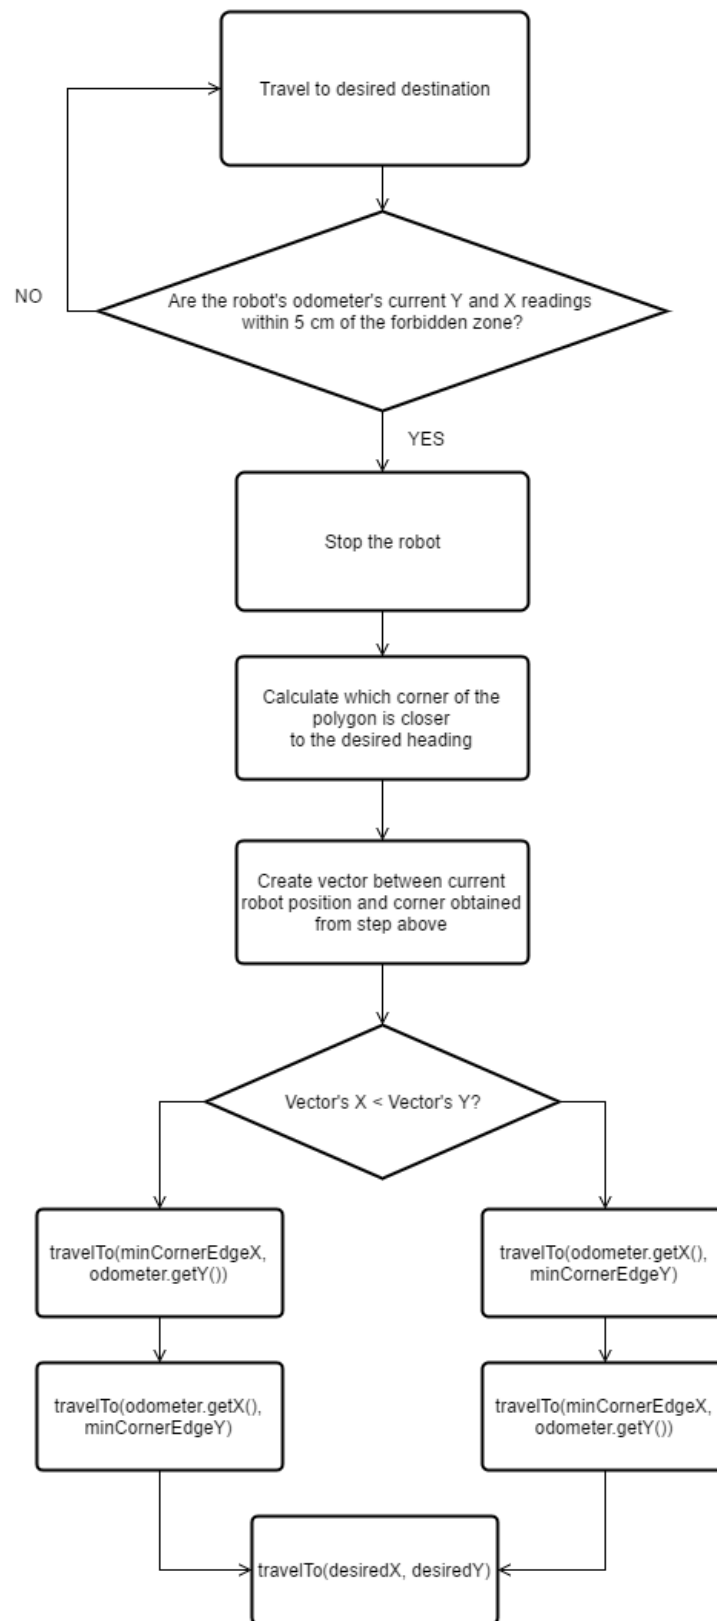 Travel to desired destination
Are the robot's odometer's current Y and X readings
within 5 cm of the forbidden zone?
NO
YES
Stop the robot
Calculate which corner of the
polygon is closer
to the desired heading
Create vector between current
robot position and corner obtained
from step above
Vector's X < Vector's Y?
travelTo(minCornerEdgeX,
odometer.getY())
travelTo(odometer.getX(),
minCornerEdgeY)
travelTo(odometer.getX(),
minCornerEdgeY)
travelTo(minCornerEdgeX,
odometer.getY())
travelTo(desiredX, desiredY)